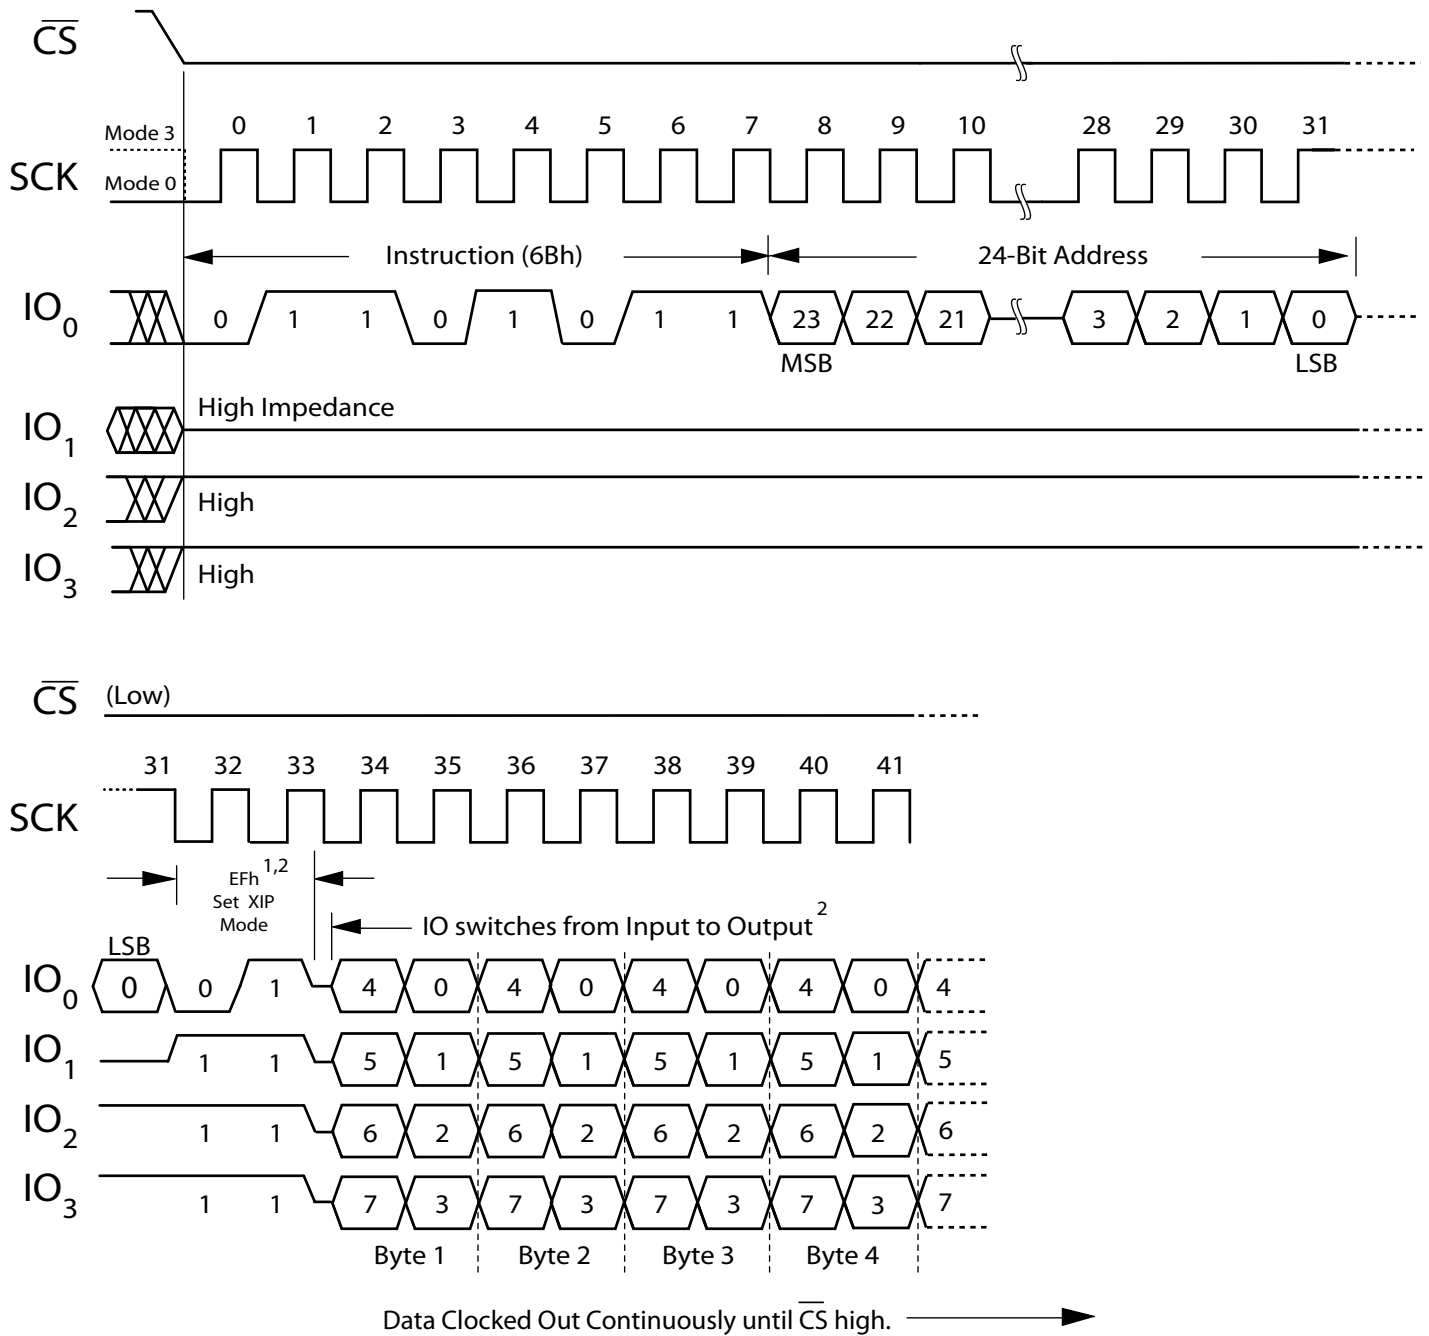 CS
Mode 3 0 1 2 3 4 5 6 7 8 9 10 28 29 30 31
SCK
Mode 0
Instruction (6Bh) 24-Bit Address
IO0 0 1 1 0 1 0 1 1 23 22 21 3 2 1 0
MSB LSB
High Impedance
IO1
IO2 High
IO3 High
CS (Low)
31 32 33 34 35 36 37 38 39 40 41
SCK
EFh 1,2
Set XIP
Mode
IO switches from Input to Output 2
LSB
IO0 0 0 1 4 0 4 0 4 0 4 0 4
IO1 1 1 5 1 5 1 5 1 5 1 5
IO2 1 1 6 2 6 2 6 2 6 2 6
IO3 1 1 7 3 7 3 7 3 7 3 7
Byte 1 Byte 2 Byte 3 Byte 4
Data Clocked Out Continuously until CS high.